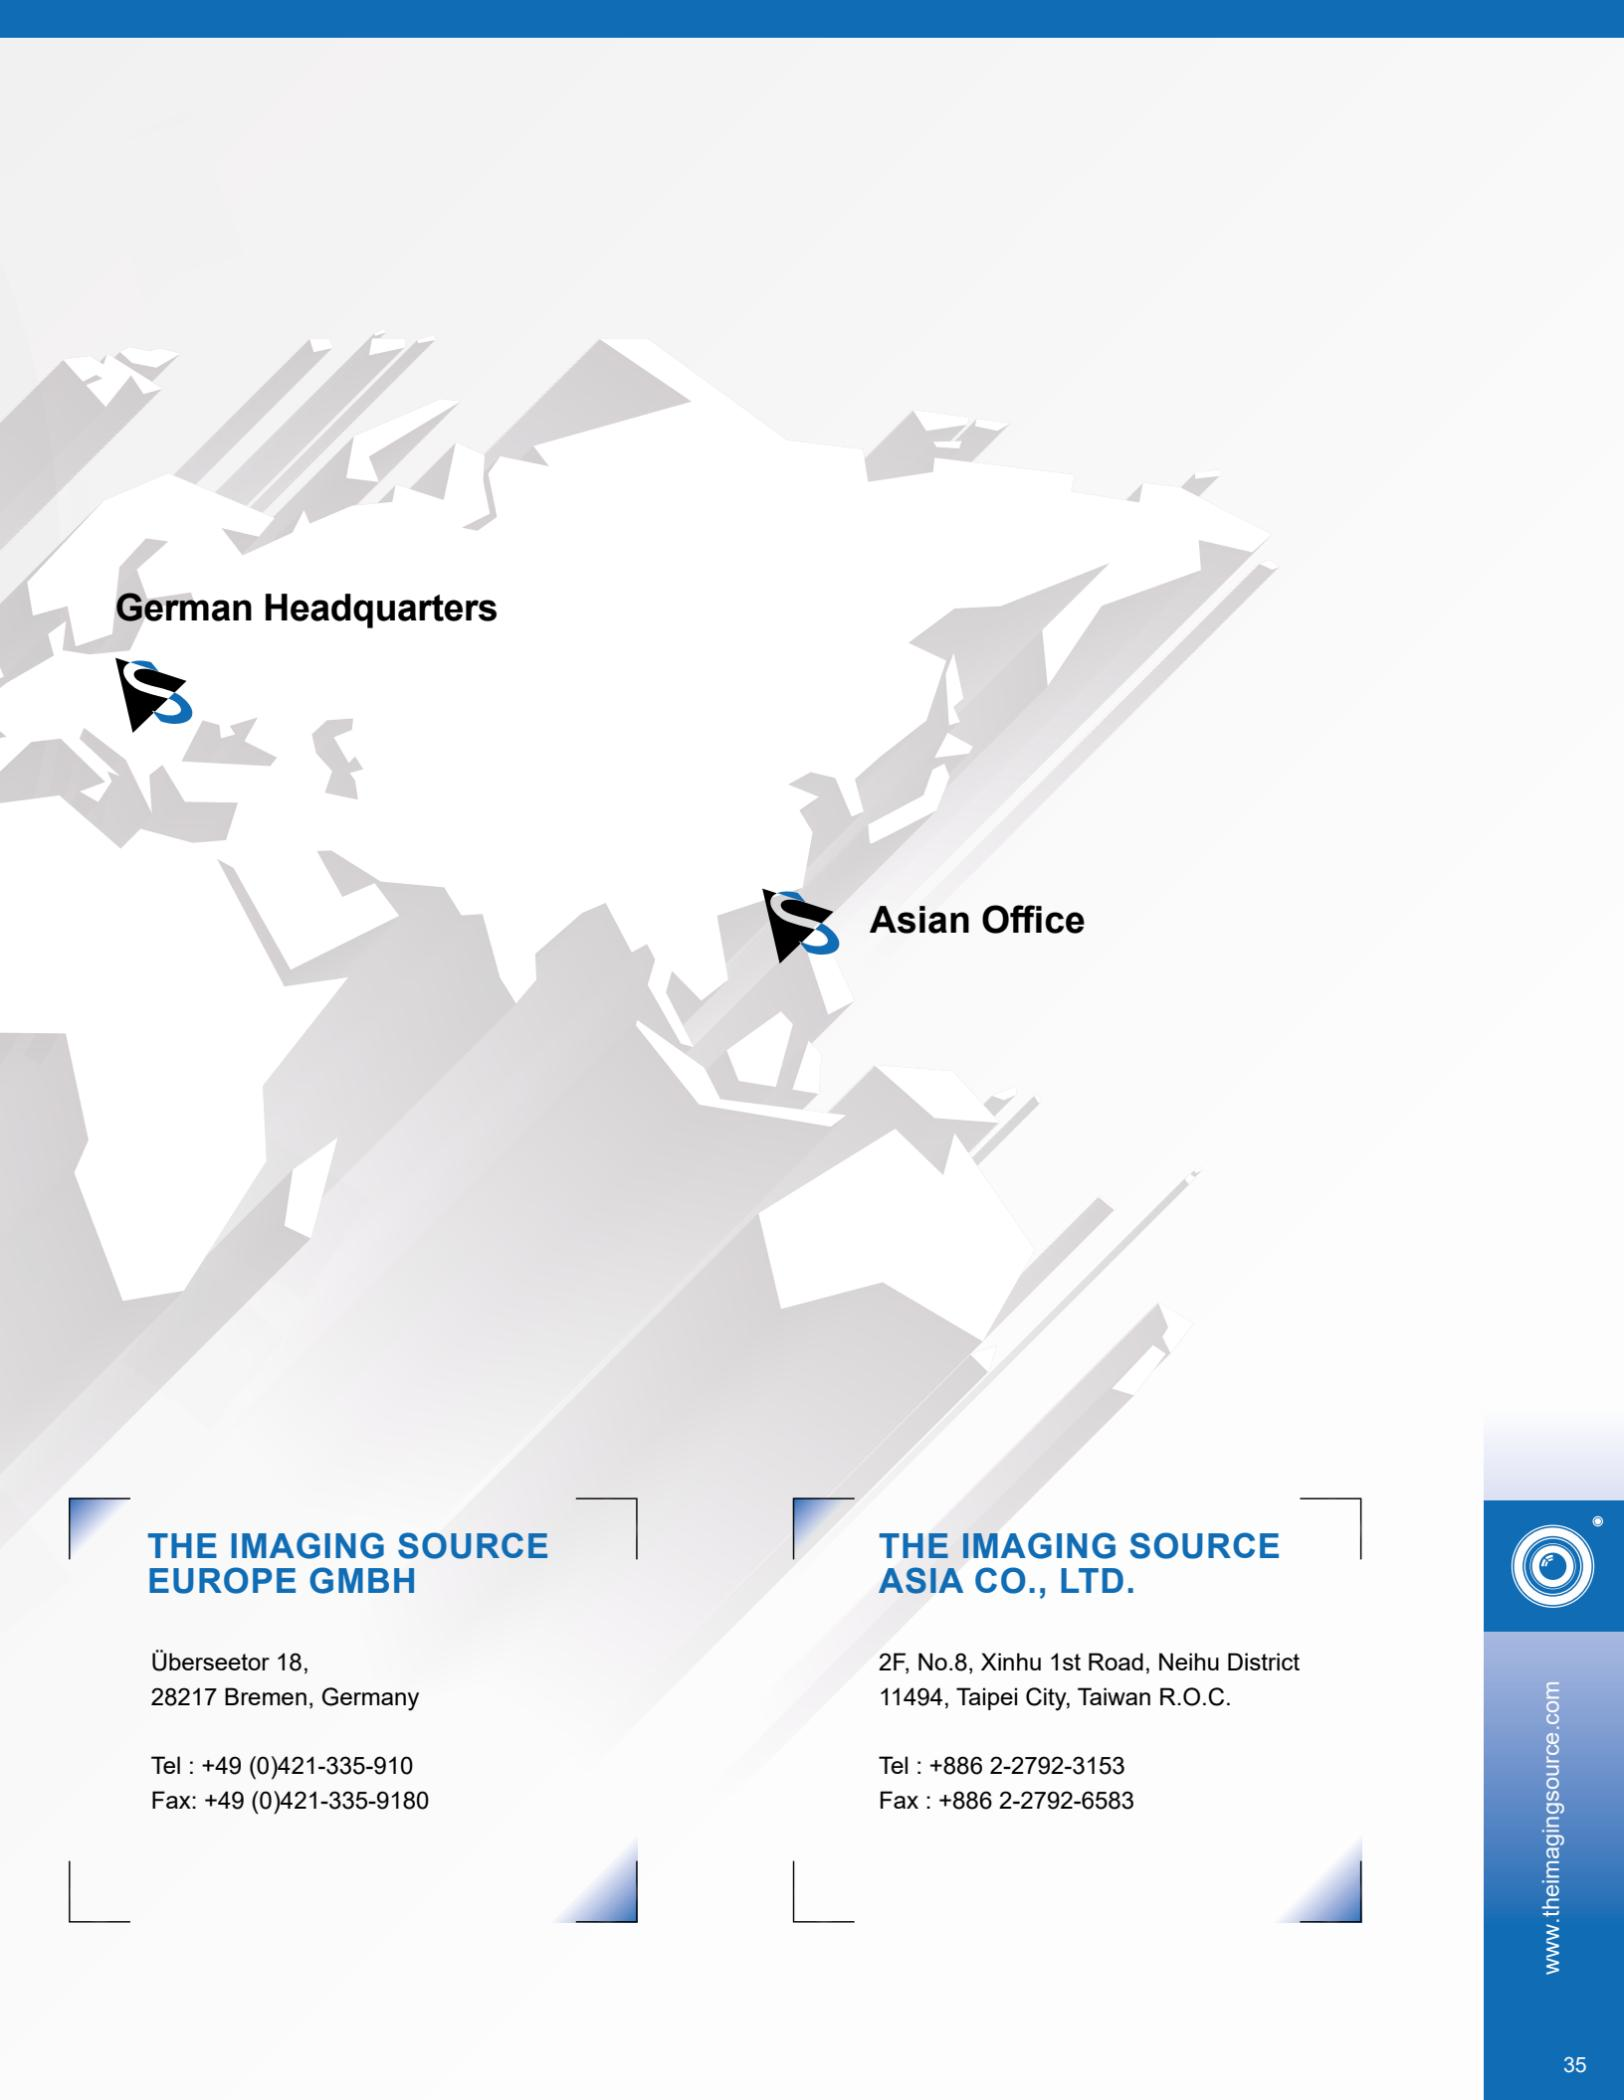 German Headquarters
Asian Office
THE IMAGING SOURCE
EUROPE GMBH
Überseetor 18,
28217 Bremen, Germany
Tel : +49 (0)421-335-910
Fax: +49 (0)421-335-9180
THE IMAGING SOURCE
ASIA CO., LTD.
2F, No.8, Xinhu 1st Road, Neihu District
11494, Taipei City, Taiwan R.O.C.
Tel : +886 2-2792-3153
Fax : +886 2-2792-6583
www.theimagingsource.com
35